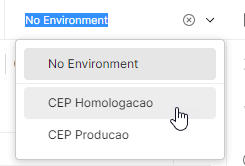 No Environment
No Environment
CEP Homologacao
CEP Producao